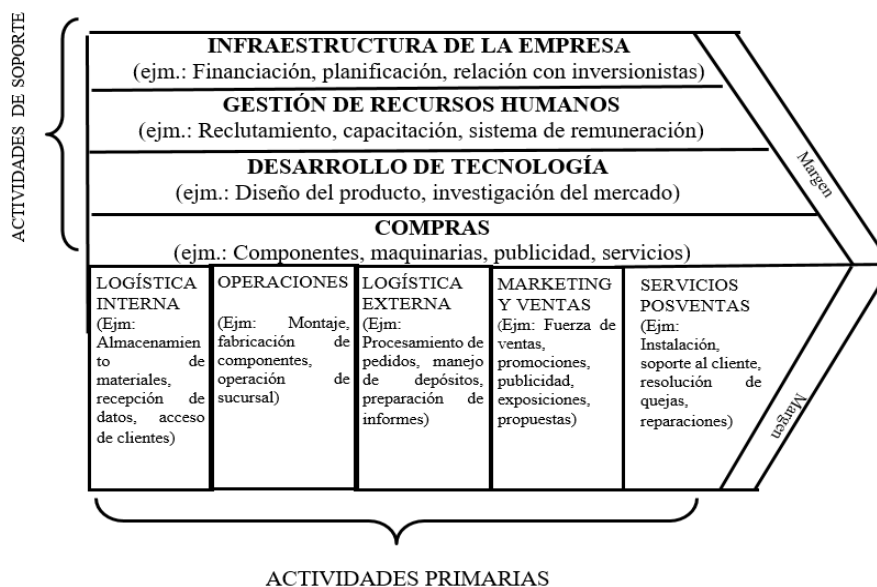 ACTIVIDADES DE SOPORTE
INFRAESTRUCTURA DE LA EMPRESA
(ejm.: Financiación, planificación, relación con inversionistas)
GESTIÓN DE RECURSOS HUMANOS
(ejm.: Reclutamiento, capacitación, sistema de remuneración)
DESARROLLO DE TECNOLOGÍA
(ejm.: Diseño del producto, investigación del mercado)
COMPRAS
(ejm.: Componentes, maquinarias, publicidad, servicios)
Margen
LOGÍSTICA
INTERNA
(Ejm:
Almacenamien
to de
materiales,
recepción de
datos, acceso
de clientes)
OPERACIONES
(Ejm: Montaje,
fabricación de
componentes,
operación de
sucursal)
LOGÍSTICA
EXTERNA
(Ejm:
Procesamiento de
pedidos, manejo
de depósitos,
preparación de
informes)
MARKETING
Y VENTAS
(Ejm: Fuerza de
ventas,
promociones,
publicidad,
exposiciones,
propuestas)
SERVICIOS
POSVENTAS
(Ejm:
Instalación,
soporte al cliente,
resolución de
quejas,
reparaciones)
Margen
ACTIVIDADES PRIMARIAS